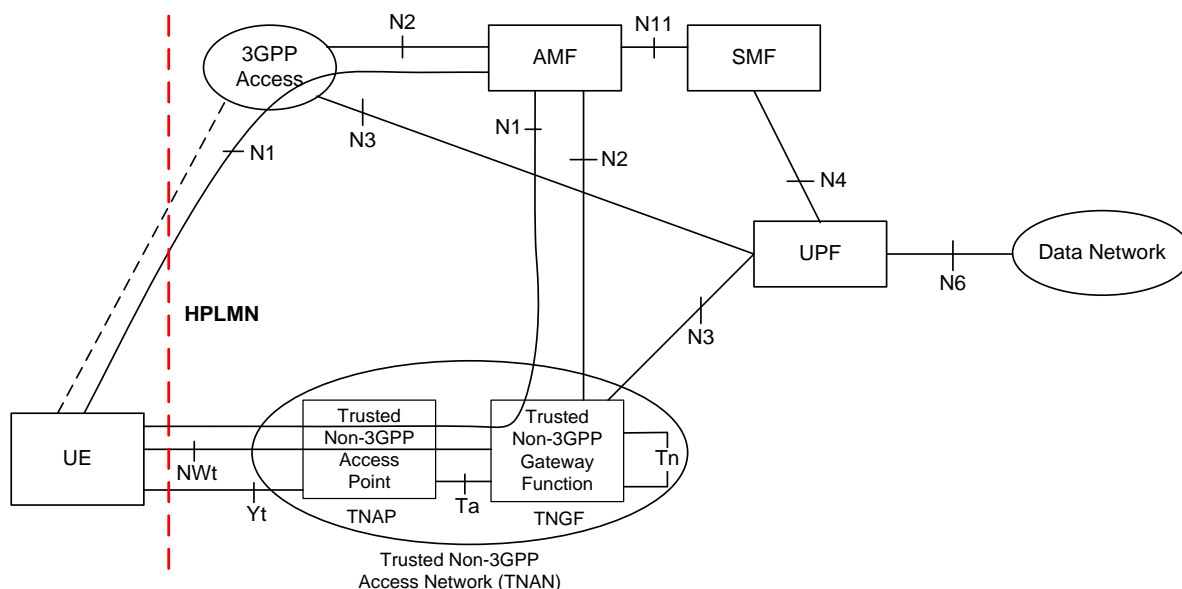 N2
N11
3GPP
Access
AMF
SMF
N1
N3
N1
N2
N4
UPF
Data Network
N6
HPLMN
N3
UE
Trusted
Non-3GPP
Access
Point
Trusted
Non-3GPP
Gateway
Function
Tn
NWt
Yt
Ta
TNAP
TNGF
Trusted Non-3GPP
Access Network (TNAN)